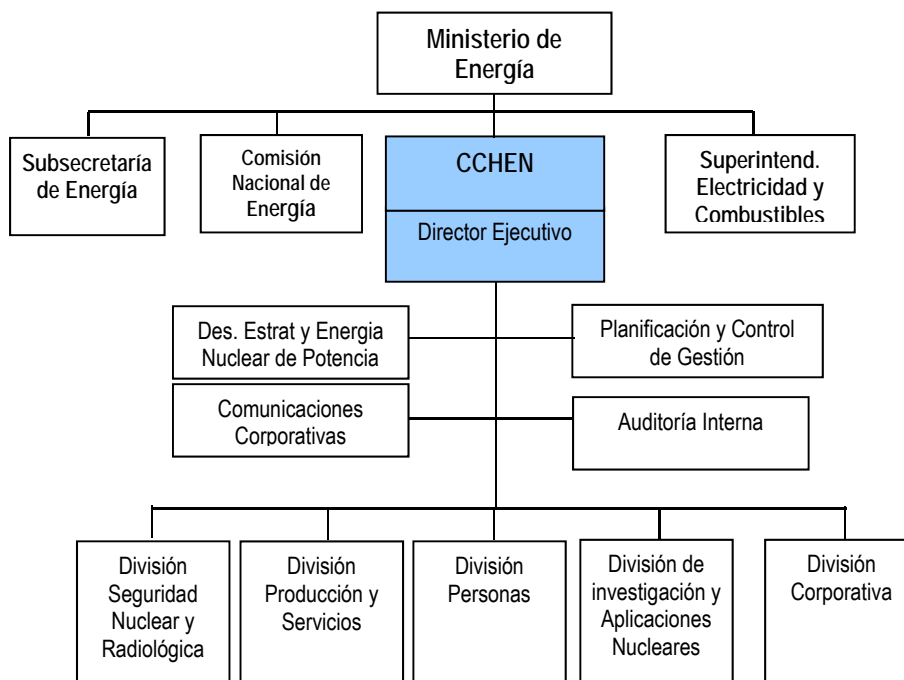 Ministerio de
Energía
Subsecretaría
de Energía
Comisión
Nacional de
Energía
CCHEN
Director Ejecutivo
Superintend.
Electricidad y
Combustibles
Des. Estrat y Energia
Nuclear de Potencia
Planificación y Control
de Gestión
Comunicaciones
Corporativas
Auditoría Interna
División
Seguridad
Nuclear y
Radiológica
División
Producción y
Servicios
División
Personas
División de
investigación y
Aplicaciones
Nucleares
División
Corporativa